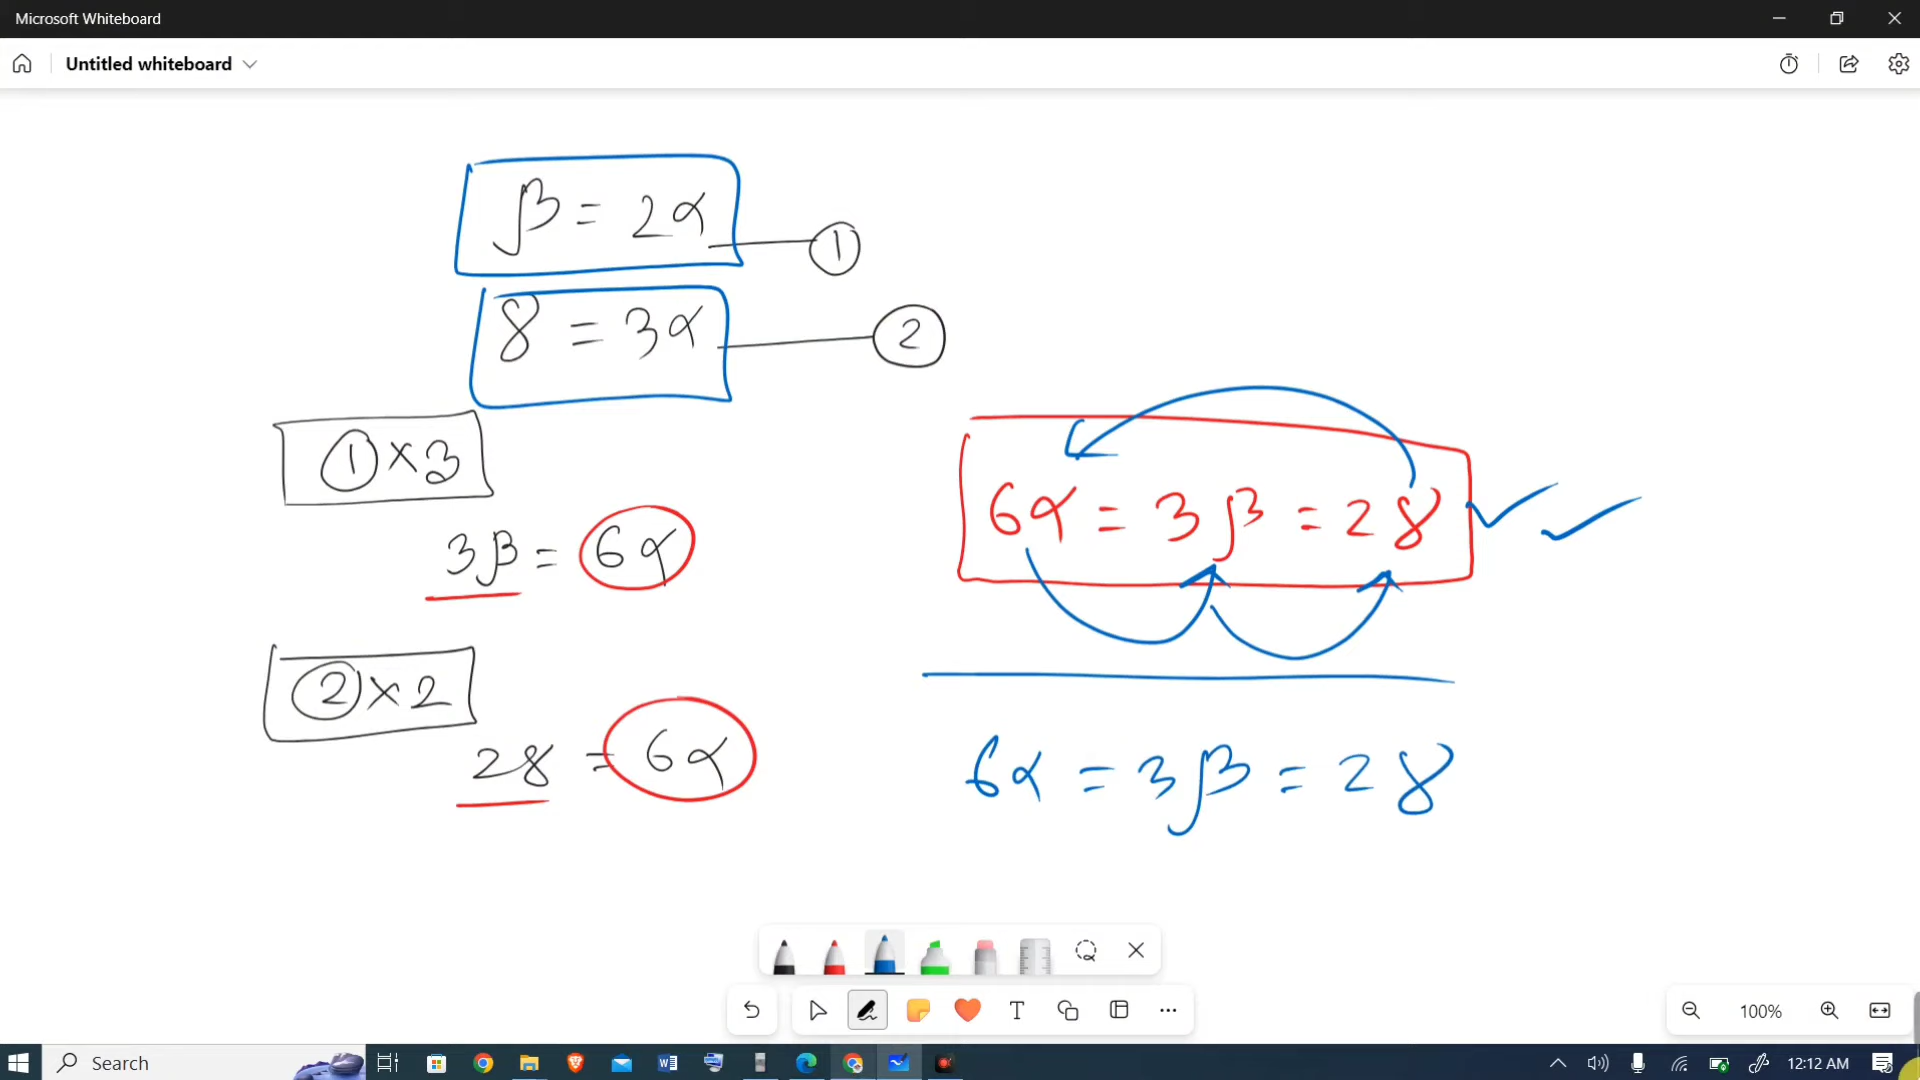 Microsoft Whiteboard
Untitled whiteboard
β = 2α ①
γ = 3α ②
① × 3
3β = 6α
6α = 3β = 2γ
② × 2
2γ = 6α
6α = 3β = 2γ
T
100%
Search
12:12 AM